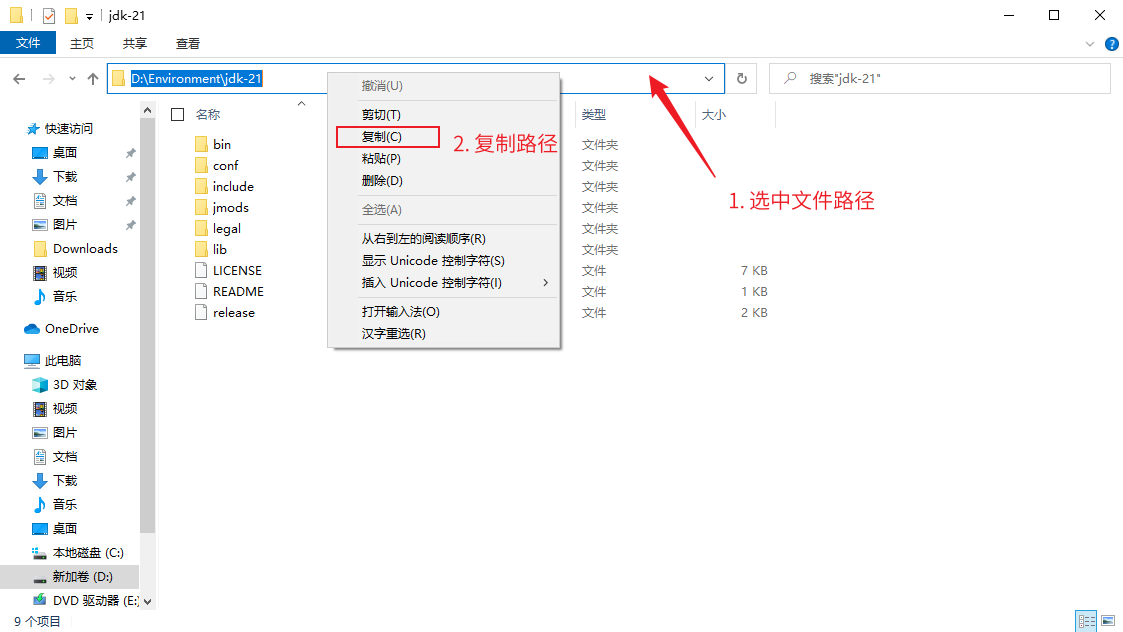 jdk-21
文件 主页 共享 查看
D:\Environment\jdk-21
搜索"jdk-21"
名称 类型 大小
bin 文件夹
conf 文件夹
include 文件夹
jmods 文件夹
legal 文件夹
lib 文件夹
LICENSE 文件 7 KB
README 文件 1 KB
release 文件 2 KB
撤消(U)
剪切(T)
复制(C)
粘贴(P)
删除(D)
全选(A)
从右到左的阅读顺序(R)
显示 Unicode 控制字符(S)
插入 Unicode 控制字符(I)
打开输入法(O)
汉字重选(R)
2. 复制路径
1. 选中文件路径
快速访问
桌面
下载
文档
图片
Downloads
视频
音乐
OneDrive
此电脑
3D 对象
视频
图片
文档
下载
音乐
桌面
本地磁盘 (C:)
新加卷 (D:)
DVD 驱动器 (E:)
9 个项目